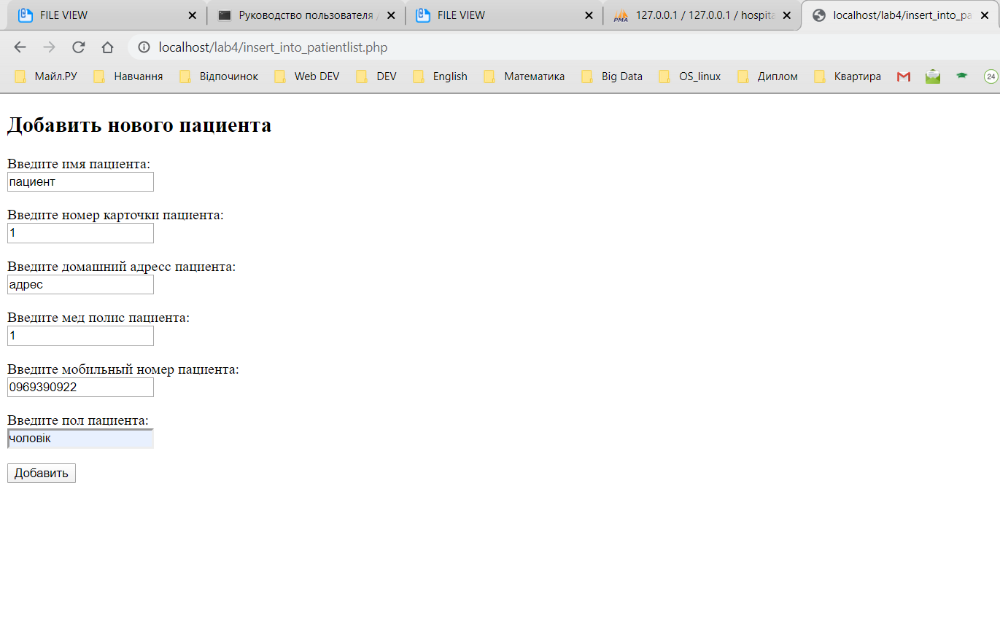 FILE VIEW
Руководство пользователя /
FILE VIEW
PMA 127.0.0.1 / 127.0.0.1 / hospita
localhost/lab4/insert_into_pa
localhost/lab4/insert_into_patientlist.php
Майл.РУ Навчання Відпочинок Web DEV DEV English Математика Big Data OS_linux Диплом Квартира 24
Добавить нового пациента
Введите имя пациента:
пациент
Введите номер карточки пациента:
1
Введите домашний адресс пациента:
адрес
Введите мед полис пациента:
1
Введите мобильный номер пациента:
0969390922
Введите пол пациента:
чоловік
Добавить